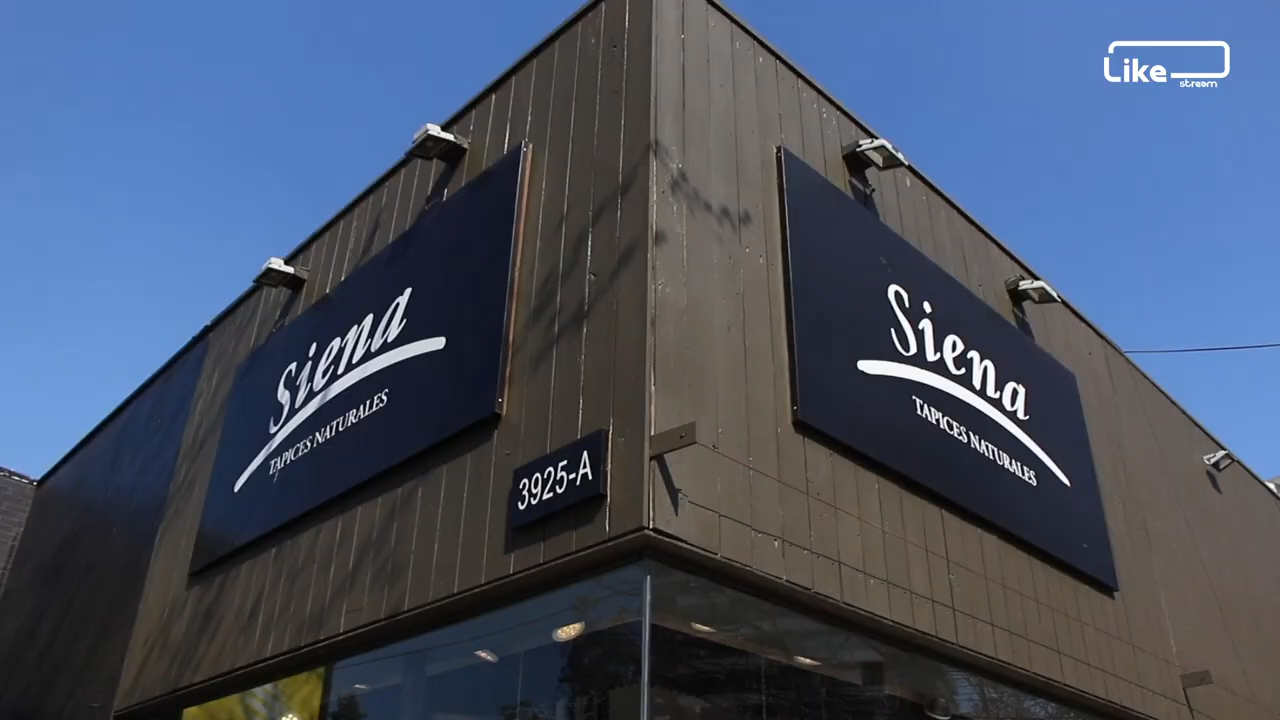 Like
stream
Siena
TAPICES NATURALES
3925-A
Siena
TAPICES NATURALES